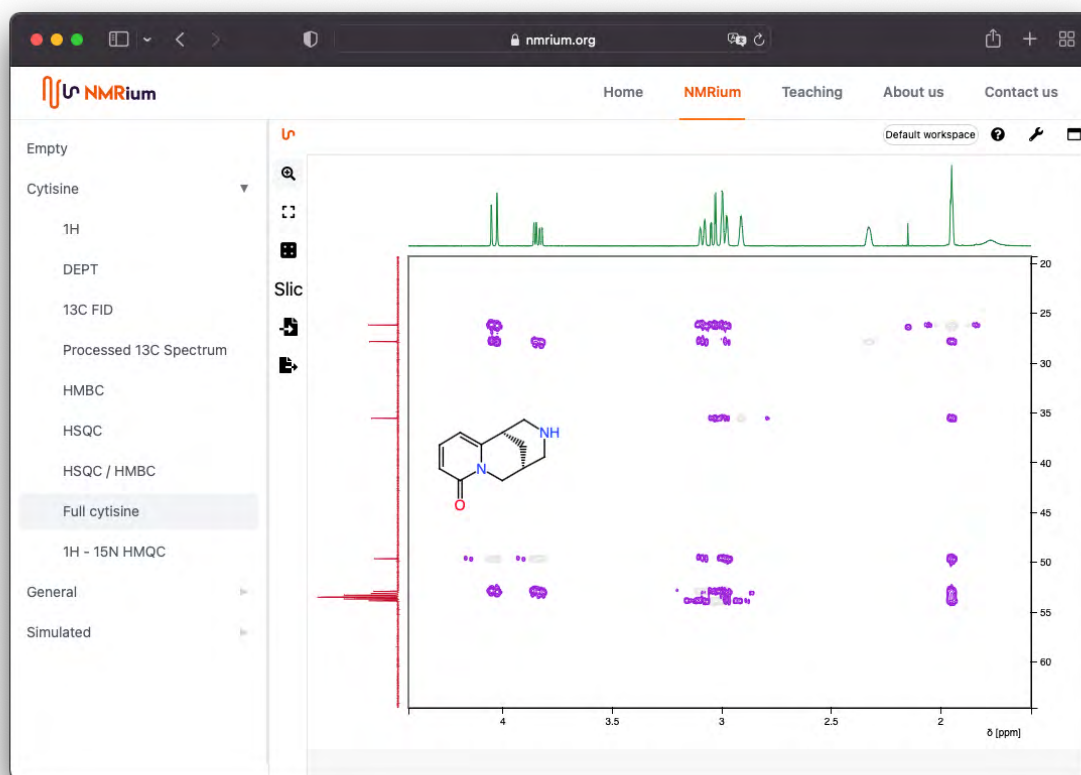 nmrium.org
NMRium
Home NMRium Teaching About us Contact us
Default workspace
Empty
Cytisine
1H
DEPT
13C FID
Processed 13C Spectrum
HMBC
HSQC
HSQC / HMBC
Full cytisine
1H - 15N HMQC
General
Simulated
Slic
NH
N
O
20
25
30
35
40
45
50
55
60
4 3.5 3 2.5 2
δ [ppm]